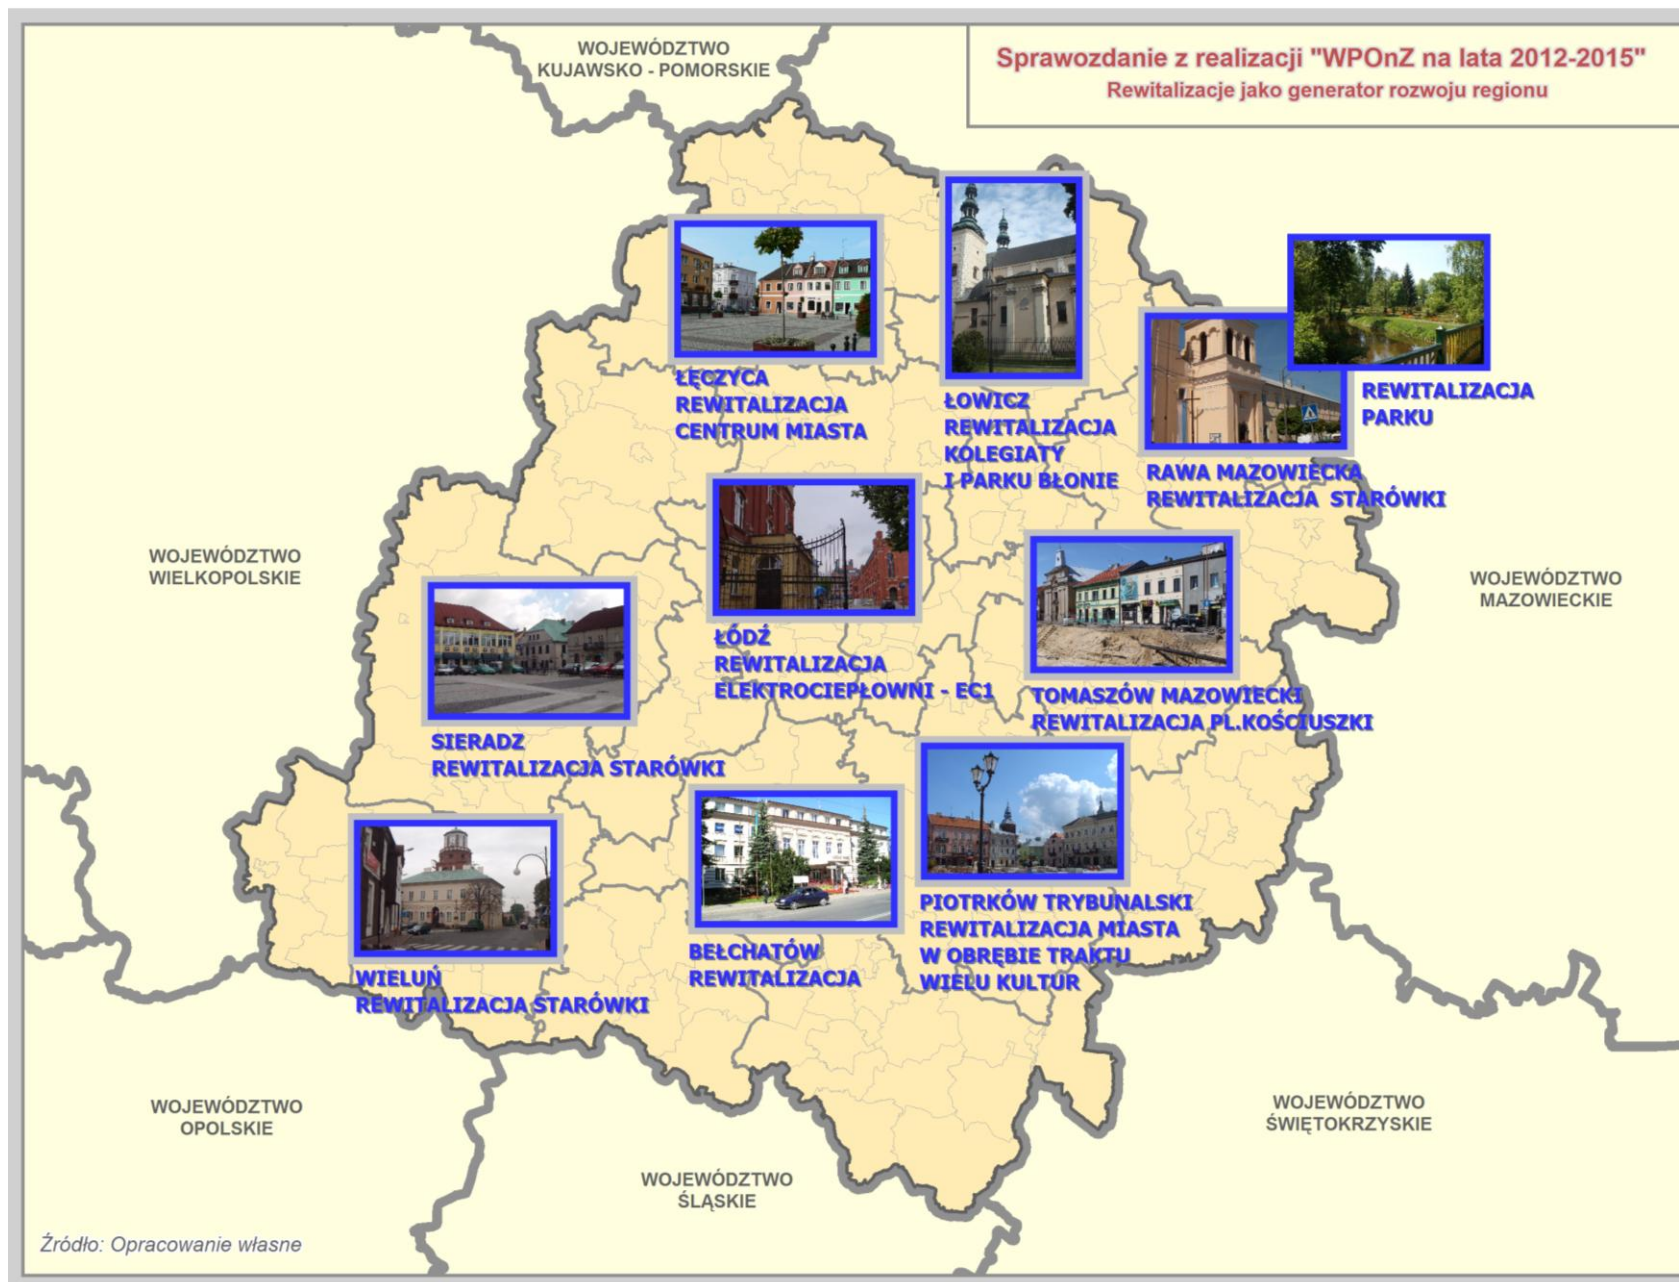 WOJEWÓDZTWO
KUJAWSKO - POMORSKIE
Sprawozdanie z realizacji "WPOnZ na lata 2012-2015"
Rewitalizacje jako generator rozwoju regionu
ŁĘCZYCA
REWITALIZACJA
CENTRUM MIASTA
ŁOWICZ
REWITALIZACJA
KOLEGIATY
I PARKU BŁONIE
REWITALIZACJA
PARKU
RAWA MAZOWIECKA
REWITALIZACJA STARÓWKI
WOJEWÓDZTWO
WIELKOPOLSKIE
WOJEWÓDZTWO
MAZOWIECKIE
ŁÓDŹ
REWITALIZACJA
ELEKTROCIEPŁOWNI - EC1
TOMASZÓW MAZOWIECKI
REWITALIZACJA PL.KOŚCIUSZKI
SIERADZ
REWITALIZACJA STARÓWKI
PIOTRKÓW TRYBUNALSKI
REWITALIZACJA MIASTA
W OBRĘBIE TRAKTU
WIELU KULTUR
BEŁCHATÓW
REWITALIZACJA
WIELUŃ
REWITALIZACJA STARÓWKI
WOJEWÓDZTWO
OPOLSKIE
WOJEWÓDZTWO
ŚWIĘTOKRZYSKIE
WOJEWÓDZTWO
ŚLĄSKIE
Źródło: Opracowanie własne